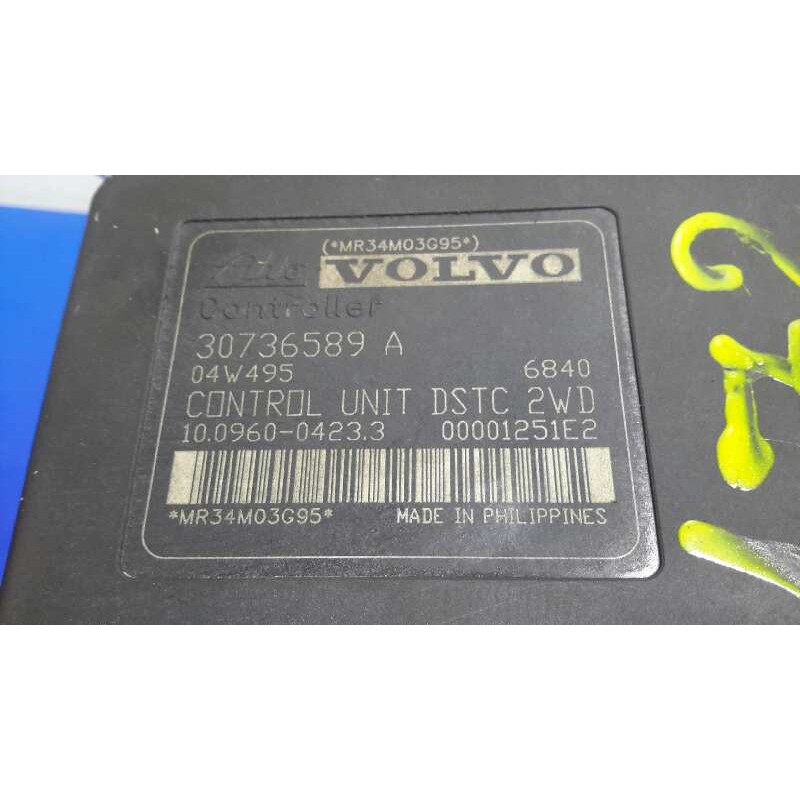 (*MR34M03G95*)
Ate VOLVO
Controller
30736589 A
04W495 6840
CONTROL UNIT DSTC 2WD
10.0960-0423.3 00001251E2
*MR34M03G95* MADE IN PHILIPPINES